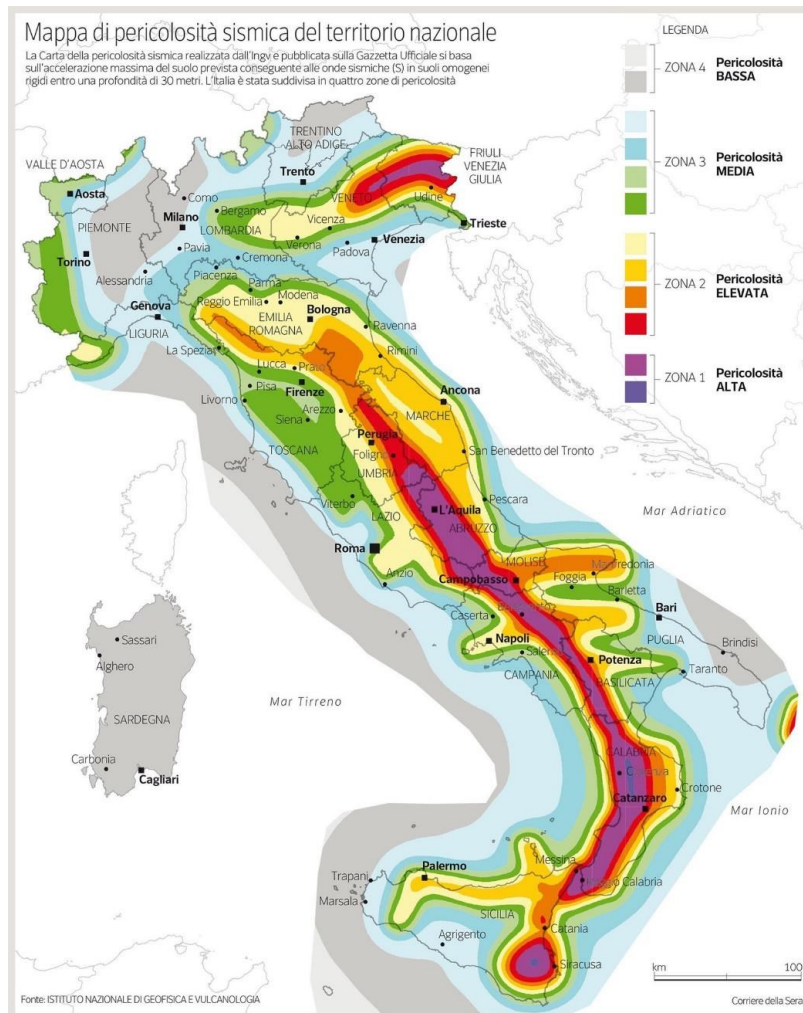 Mappa di pericolosità sismica del territorio nazionale
La Carta della pericolosità sismica realizzata dall'Ingv e pubblicata sulla Gazzetta Ufficiale si basa
sull'accelerazione massima del suolo prevista conseguente alle onde sismiche (S) in suoli omogenei
rigidi entro una profondità di 30 metri. L'Italia è stata suddivisa in quattro zone di pericolosità
LEGENDA
ZONA 4
Pericolosità
BASSA
ZONA 3
Pericolosità
MEDIA
ZONA 2
Pericolosità
ELEVATA
ZONA 1
Pericolosità
ALTA
TRENTINO
ALTO ADIGE
FRIULI
VENEZIA
GIULIA
VALLE D'AOSTA
Trento
Aosta
Como
VENETO
Udine
PIEMONTE
Milano
Bergamo
Trieste
LOMBARDIA
Vicenza
Verona
Venezia
Padova
Pavia
Torino
Cremona
Piacenza
Alessandria
Parma
Modena
Reggio Emilia
Genova
EMILIA
ROMAGNA
Bologna
LIGURIA
Ravenna
La Spezia
Rimini
Lucca
Prato
Pisa
Firenze
Ancona
Livorno
Arezzo
MARCHE
Siena
Perugia
TOSCANA
Foligno
San Benedetto del Tronto
UMBRIA
Viterbo
Pescara
L'Aquila
LAZIO
ABRUZZO
Mar Adriatico
Roma
MOLISE
Manfredonia
Anzio
Campobasso
Foggia
Barletta
Bari
Caserta
Napoli
PUGLIA
Brindisi
Salerno
Potenza
Taranto
CAMPANIA
BASILICATA
Sassari
Alghero
Mar Tirreno
SARDEGNA
CALABRIA
Carbonia
Cagliari
Cosenza
Crotone
Catanzaro
Mar Ionio
Messina
Palermo
Trapani
Reggio Calabria
Marsala
SICILIA
Catania
Agrigento
Siracusa
km
100
Fonte: ISTITUTO NAZIONALE DI GEOFISICA E VULCANOLOGIA
Corriere della Sera